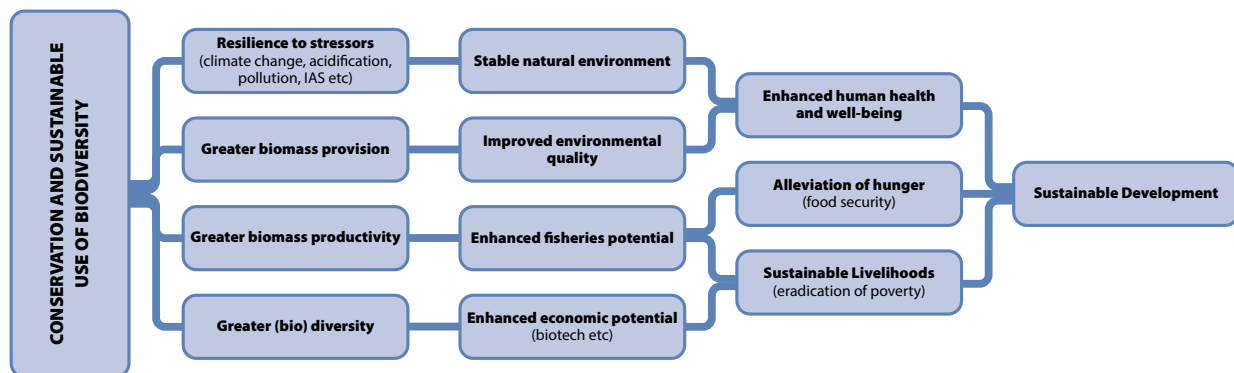 CONSERVATION AND SUSTAINABLE
USE OF BIODIVERSITY
Resilience to stressors
(climate change, acidification,
pollution, IAS etc)
Greater biomass provision
Greater biomass productivity
Greater (bio) diversity
Stable natural environment
Improved environmental
quality
Enhanced fisheries potential
Enhanced economic potential
(biotech etc)
Enhanced human health
and well-being
Alleviation of hunger
(food security)
Sustainable Livelihoods
(eradication of poverty)
Sustainable Development